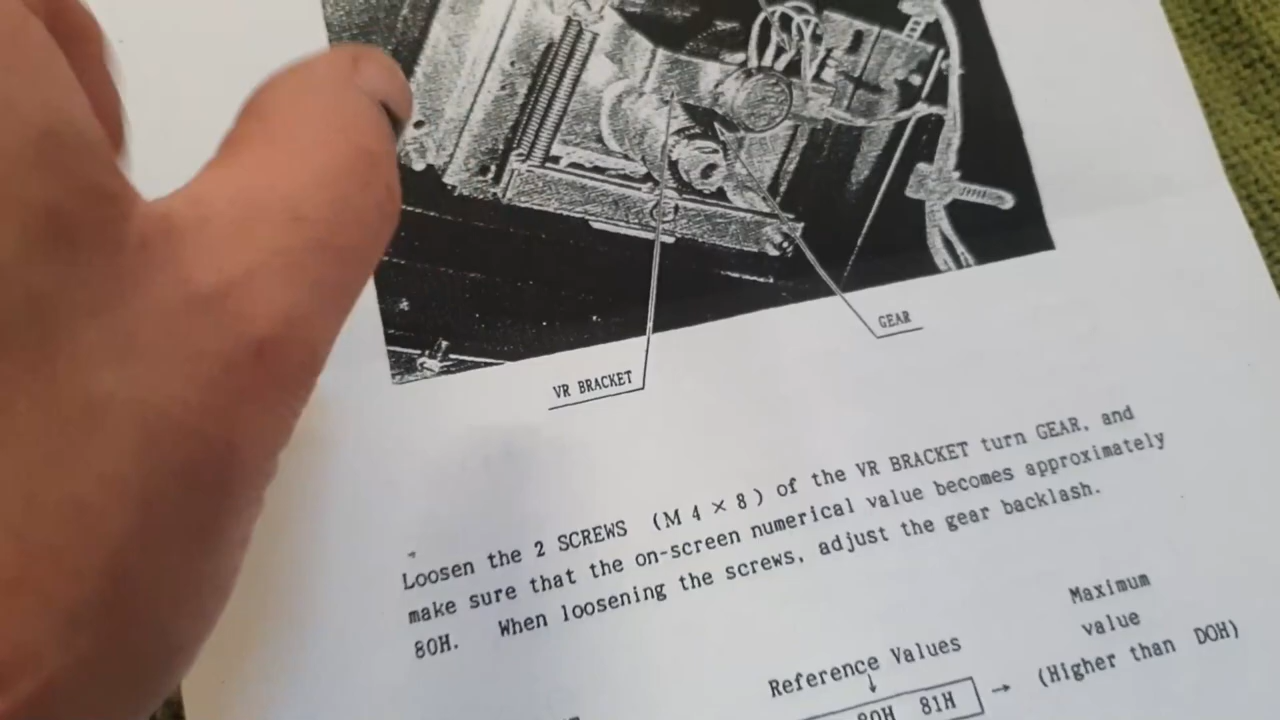 GEAR
VR BRACKET
Loosen the 2 SCREWS (M 4 × 8) of the VR BRACKET turn GEAR, and
make sure that the on-screen numerical value becomes approximately
80H. When loosening the screws, adjust the gear backlash.
Maximum
Reference Values
value
↓
→ (Higher than DOH)
80H 81H